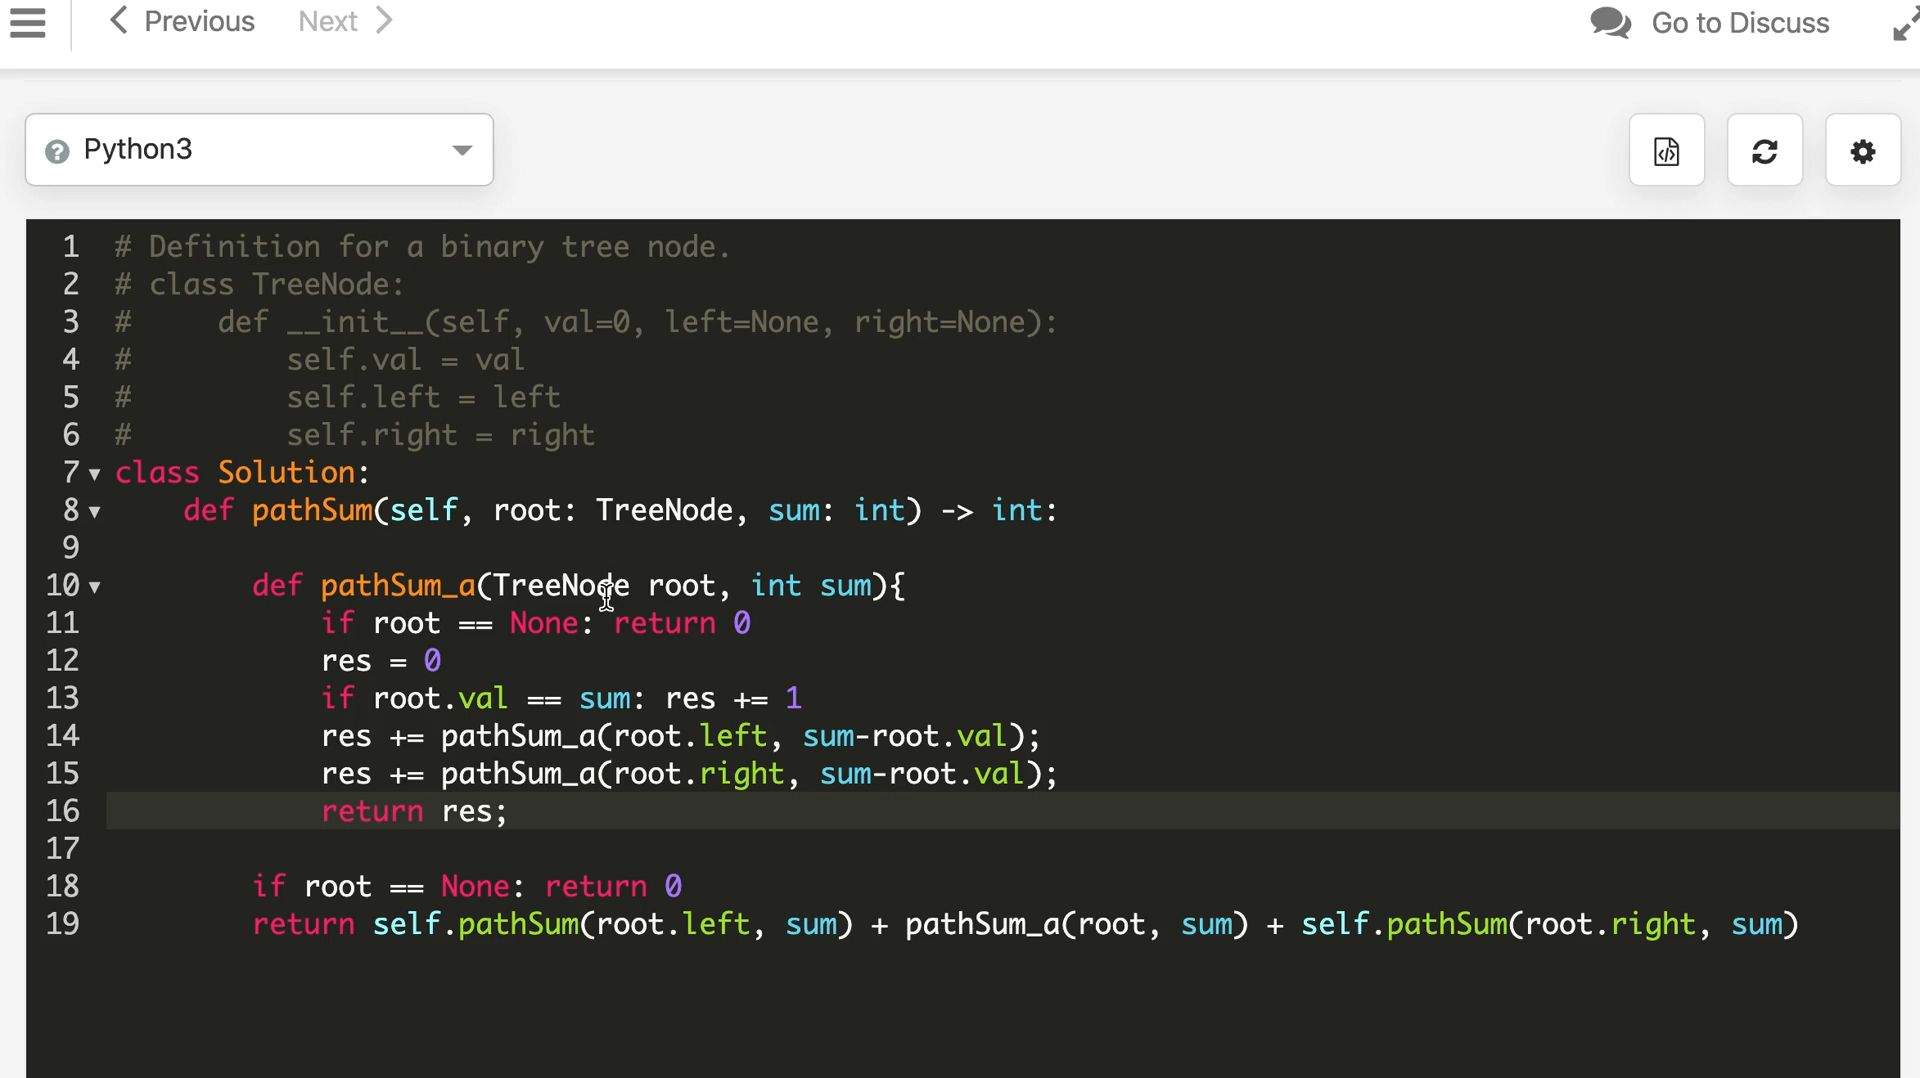 Previous Next Go to Discuss
Python3
1 # Definition for a binary tree node.
2 # class TreeNode:
3 #     def __init__(self, val=0, left=None, right=None):
4 #         self.val = val
5 #         self.left = left
6 #         self.right = right
7 class Solution:
8     def pathSum(self, root: TreeNode, sum: int) -> int:
9
10         def pathSum_a(TreeNode root, int sum){
11             if root == None: return 0
12             res = 0
13             if root.val == sum: res += 1
14             res += pathSum_a(root.left, sum-root.val);
15             res += pathSum_a(root.right, sum-root.val);
16             return res;
17
18         if root == None: return 0
19         return self.pathSum(root.left, sum) + pathSum_a(root, sum) + self.pathSum(root.right, sum)